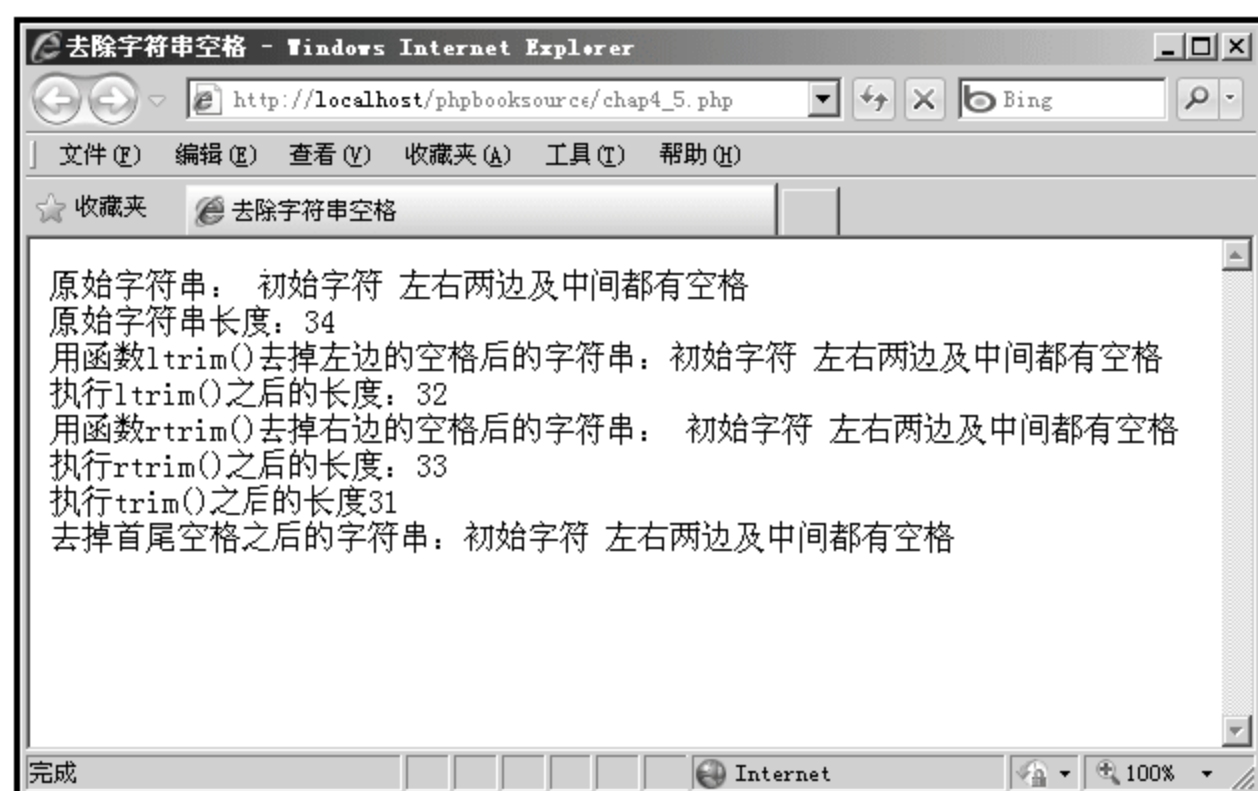 去除字符串空格 - Windows Internet Explorer
http://localhost/phpbooksource/chap4_5.php
Bing
文件(F) 编辑(E) 查看(V) 收藏夹(A) 工具(T) 帮助(H)
收藏夹 去除字符串空格
原始字符串： 初始字符 左右两边及中间都有空格
原始字符串长度：34
用函数ltrim()去掉左边的空格后的字符串：初始字符 左右两边及中间都有空格
执行ltrim()之后的长度：32
用函数rtrim()去掉右边的空格后的字符串： 初始字符 左右两边及中间都有空格
执行rtrim()之后的长度：33
执行trim()之后的长度31
去掉首尾空格之后的字符串：初始字符 左右两边及中间都有空格
完成 Internet 100%